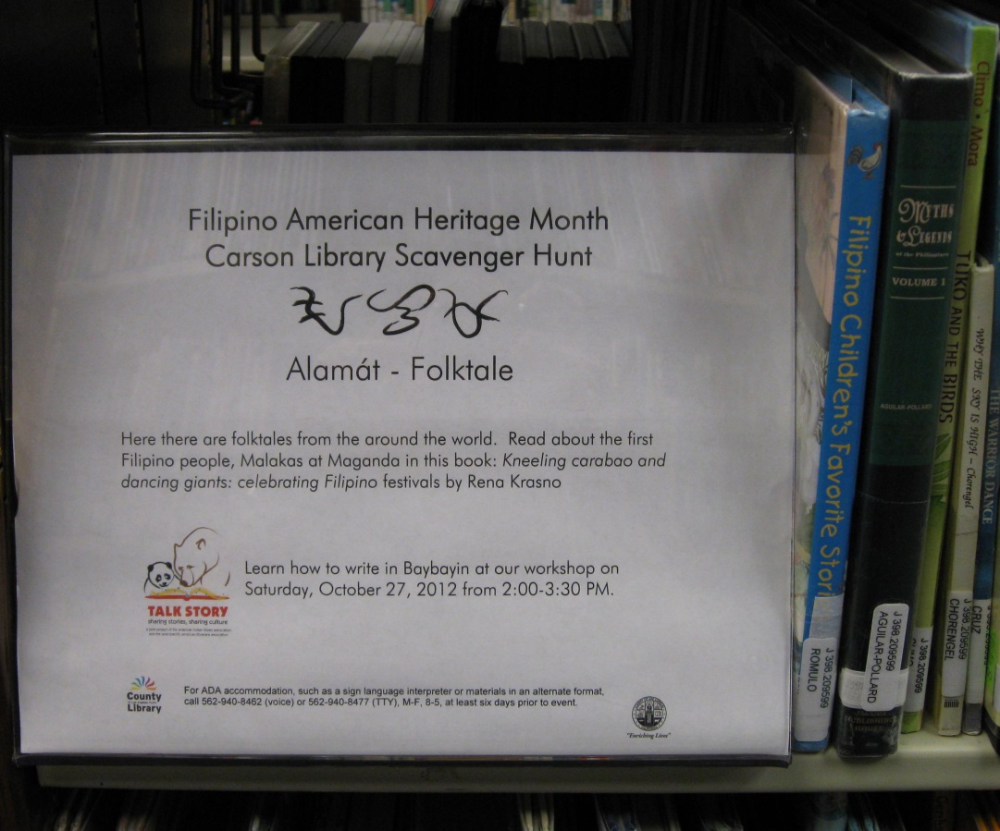 Filipino American Heritage Month
Carson Library Scavenger Hunt
ᜀᜎᜋᜆ᜔
Alamát - Folktale
Here there are folktales from the around the world. Read about the first
Filipino people, Malakas at Maganda in this book: Kneeling carabao and
dancing giants: celebrating Filipino festivals by Rena Krasno
Learn how to write in Baybayin at our workshop on
Saturday, October 27, 2012 from 2:00-3:30 PM.
TALK STORY
sharing stories, sharing culture
County
Library
For ADA accommodation, such as a sign language interpreter or materials in an alternate format,
call 562-940-8462 (voice) or 562-940-8477 (TTY), M-F, 8-5, at least six days prior to event.
"Enriching Lives"
Filipino Children's Favorite Stori
J 398.209599
ROMULO
MYTHS
& LEGENDS
of the Philippines
VOLUME 1
AGUILAR-POLLARD
J 398.209599
AGUILAR-POLLARD
Climo • Mora
TUKO AND THE BIRDS
J 398.209599
WHY THE SKY IS HIGH – Chorengel
J 398.209599
CHORENGEL
THE WARRIOR DANCE
CRUZ